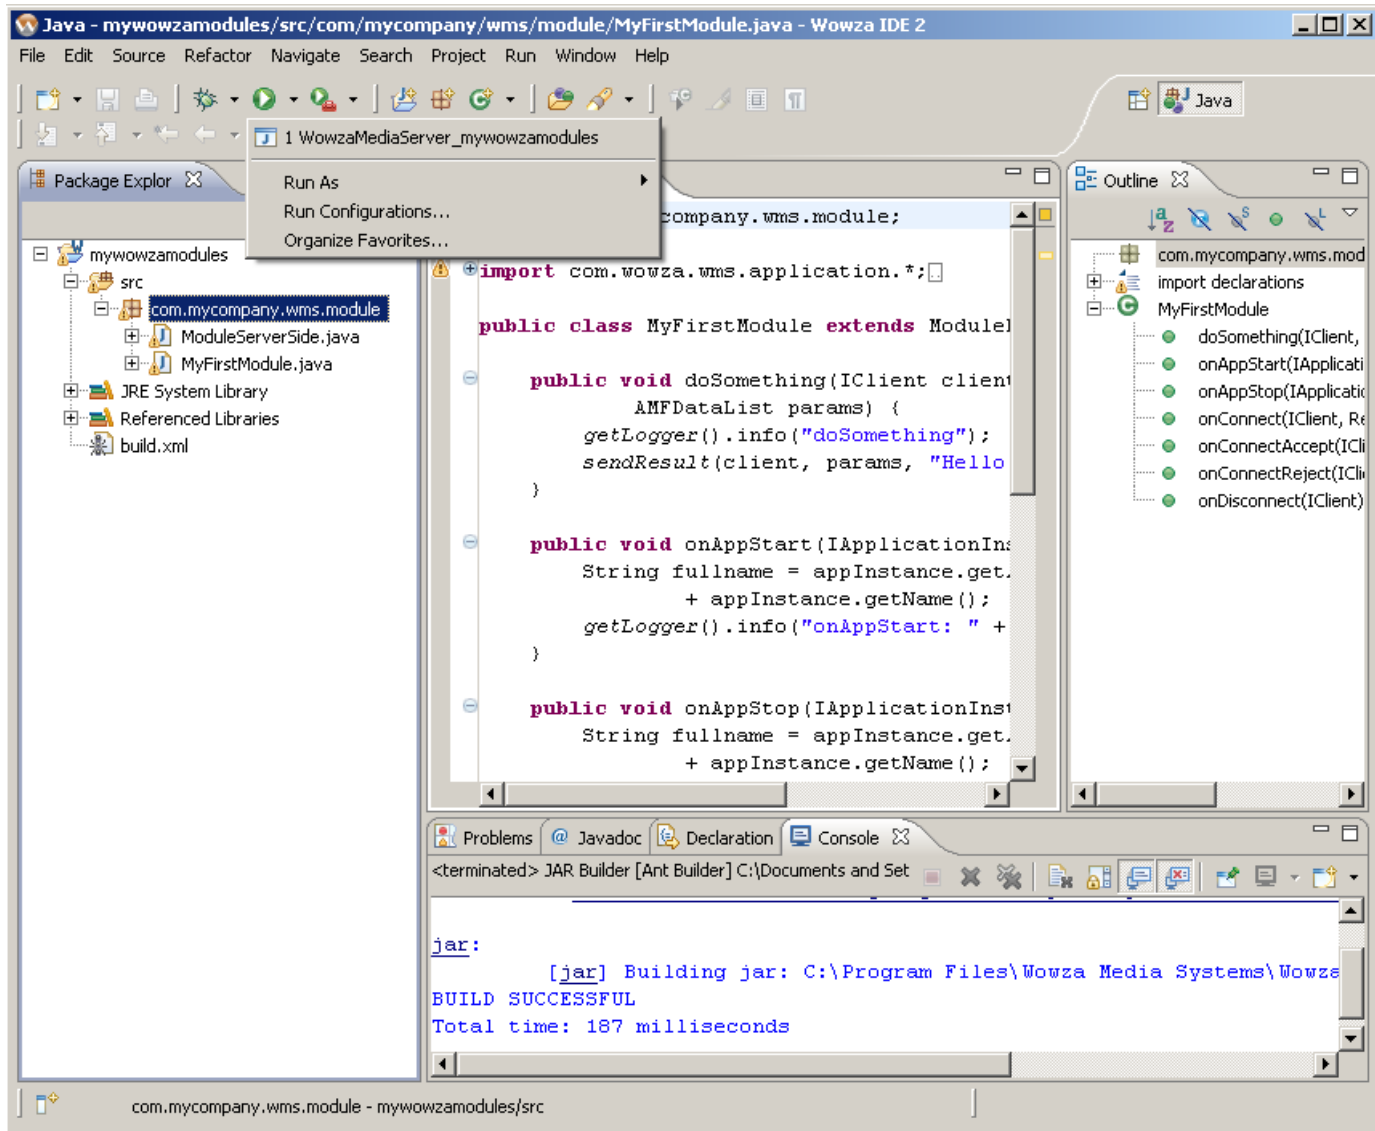 Java - mywowzamodules/src/com/mycompany/wms/module/MyFirstModule.java - Wowza IDE 2
File Edit Source Refactor Navigate Search Project Run Window Help
Java
1 WowzaMediaServer_mywowzamodules
Run As
Run Configurations...
Organize Favorites...
Package Explor
mywowzamodules
src
com.mycompany.wms.module
ModuleServerSide.java
MyFirstModule.java
JRE System Library
Referenced Libraries
build.xml
company.wms.module;
import com.wowza.wms.application.*;
public class MyFirstModule extends Module
public void doSomething(IClient client
AMFDataList params) {
getLogger().info("doSomething");
sendResult(client, params, "Hello
}
public void onAppStart(IApplicationIns
String fullname = appInstance.get
+ appInstance.getName();
getLogger().info("onAppStart: " +
}
public void onAppStop(IApplicationInst
String fullname = appInstance.get
+ appInstance.getName();
Outline
com.mycompany.wms.mod
import declarations
MyFirstModule
doSomething(IClient,
onAppStart(IApplicati
onAppStop(IApplicatio
onConnect(IClient, Re
onConnectAccept(ICli
onConnectReject(IClie
onDisconnect(IClient)
Problems @ Javadoc Declaration Console
<terminated> JAR Builder [Ant Builder] C:\Documents and Set
jar:
[jar] Building jar: C:\Program Files\Wowza Media Systems\Wowza
BUILD SUCCESSFUL
Total time: 187 milliseconds
com.mycompany.wms.module - mywowzamodules/src